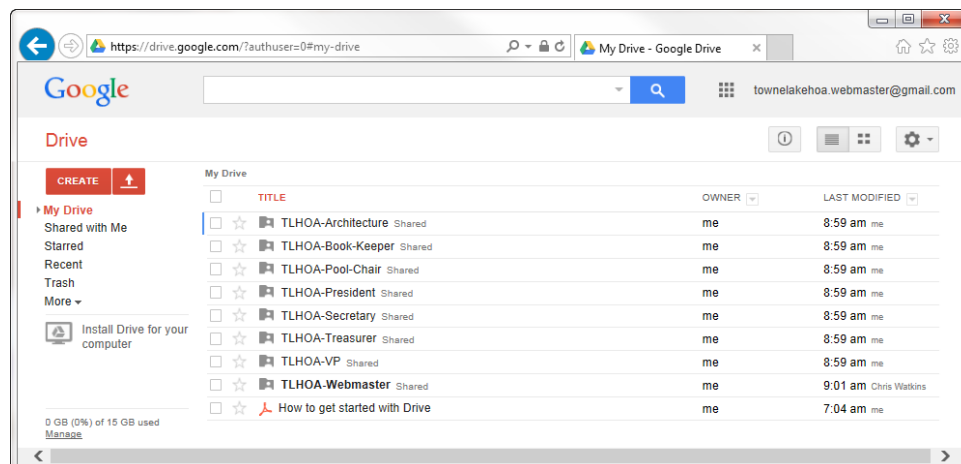 https://drive.google.com/?authuser=0#my-drive
My Drive - Google Drive
Google
townelakehoa.webmaster@gmail.com
Drive
CREATE
My Drive
Shared with Me
Starred
Recent
Trash
More
Install Drive for your
computer
0 GB (0%) of 15 GB used
Manage
My Drive
TITLE OWNER LAST MODIFIED
TLHOA-Architecture Shared me 8:59 am me
TLHOA-Book-Keeper Shared me 8:59 am me
TLHOA-Pool-Chair Shared me 8:59 am me
TLHOA-President Shared me 8:59 am me
TLHOA-Secretary Shared me 8:59 am me
TLHOA-Treasurer Shared me 8:59 am me
TLHOA-VP Shared me 8:59 am me
TLHOA-Webmaster Shared me 9:01 am Chris Watkins
How to get started with Drive me 7:04 am me